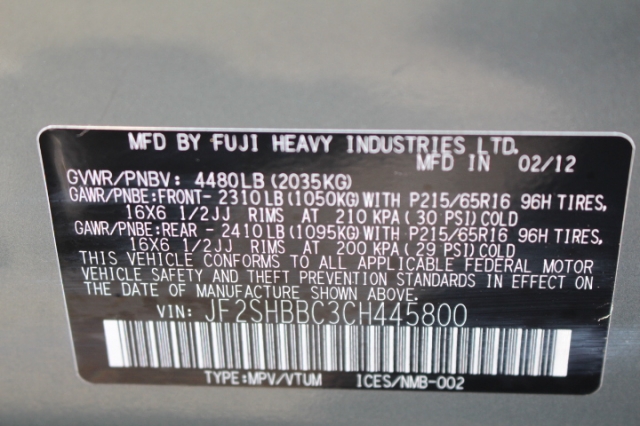 MFD BY FUJI HEAVY INDUSTRIES LTD.
MFD IN 02/12
GVWR/PNBV: 4480LB(2035KG)
GAWR/PNBE:FRONT- 2310LB(1050KG)WITH P215/65R16 96H TIRES,
16X6 1/2JJ RIMS AT 210 KPA(30 PSI)COLD
GAWR/PNBE:REAR - 2410LB(1095KG)WITH P215/65R16 96H TIRES,
16X6 1/2JJ RIMS AT 200 KPA(29 PSI)COLD
THIS VEHICLE CONFORMS TO ALL APPLICABLE FEDERAL MOTOR
VEHICLE SAFETY AND THEFT PREVENTION STANDARDS IN EFFECT ON
THE DATE OF MANUFACTURE SHOWN ABOVE.
VIN: JF2SHBBC3CH445800
TYPE:MPV/VTUM ICES/NMB-002